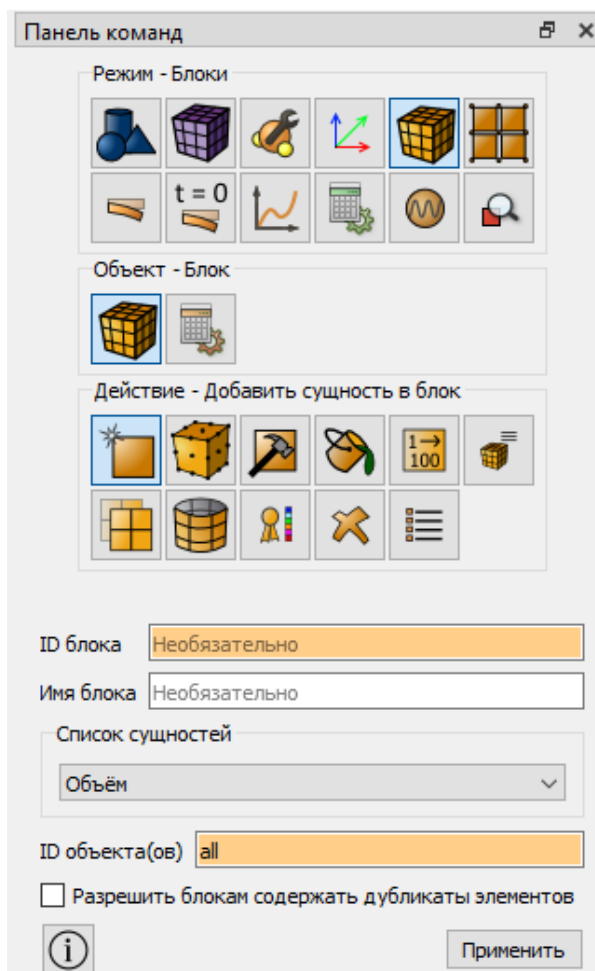 Панель команд
Режим - Блоки
t = 0
Объект - Блок
Действие - Добавить сущность в блок
1→
100
ID блока Необязательно
Имя блока Необязательно
Список сущностей
Объём
ID объекта(ов) all
Разрешить блокам содержать дубликаты элементов
i Применить